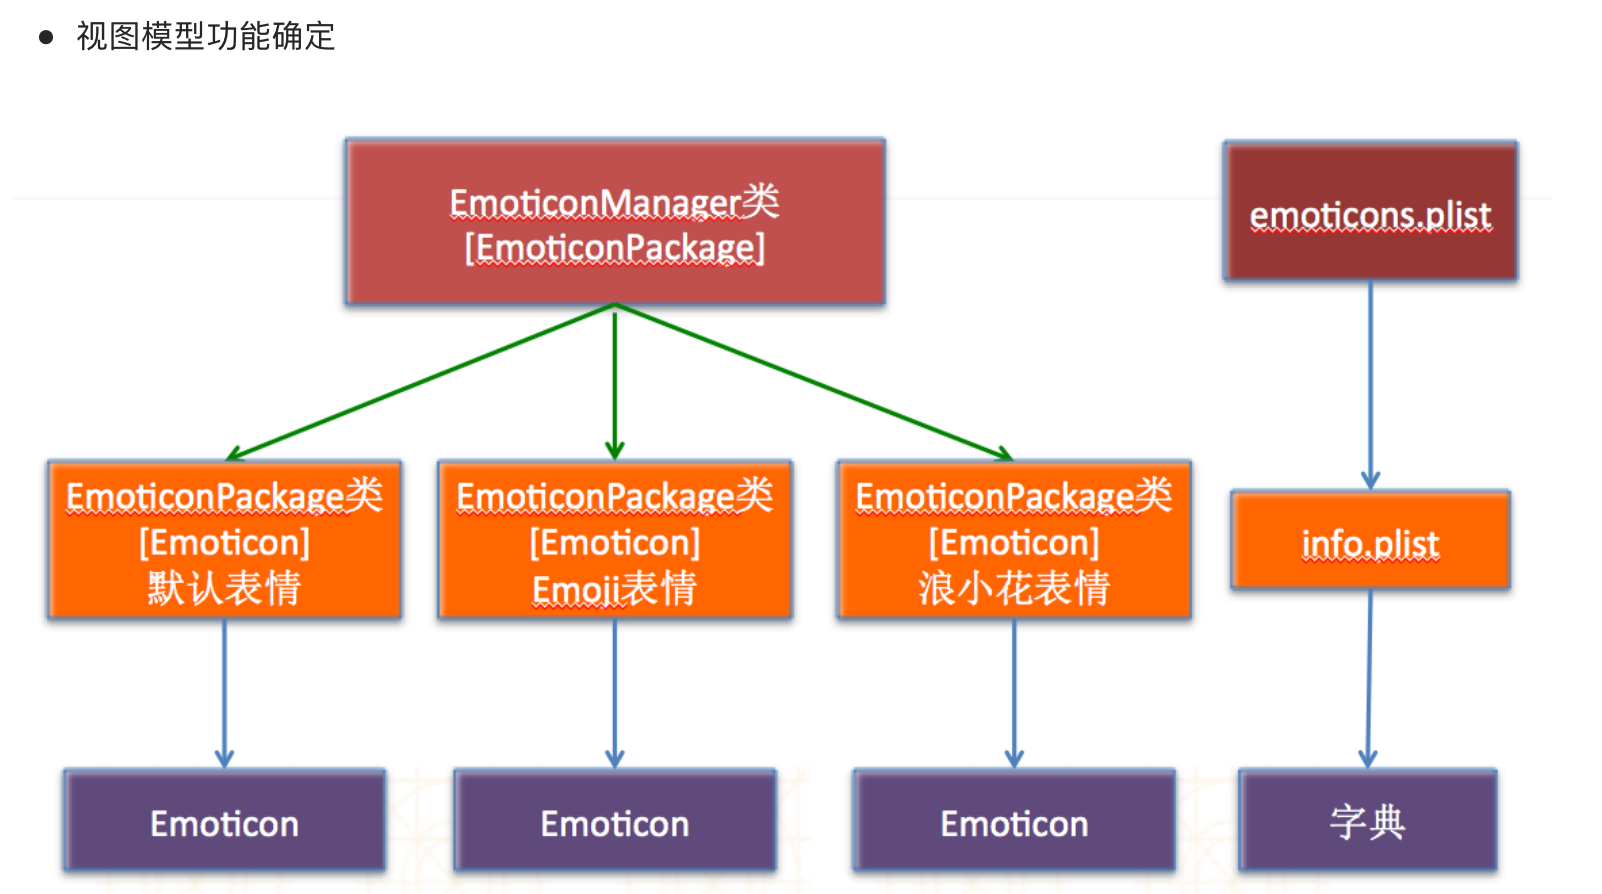 ● 视图模型功能确定
EmoticonManager类
[EmoticonPackage]
emoticons.plist
EmoticonPackage类
[Emoticon]
默认表情
EmoticonPackage类
[Emoticon]
Emoji表情
EmoticonPackage类
[Emoticon]
浪小花表情
info.plist
Emoticon
Emoticon
Emoticon
字典